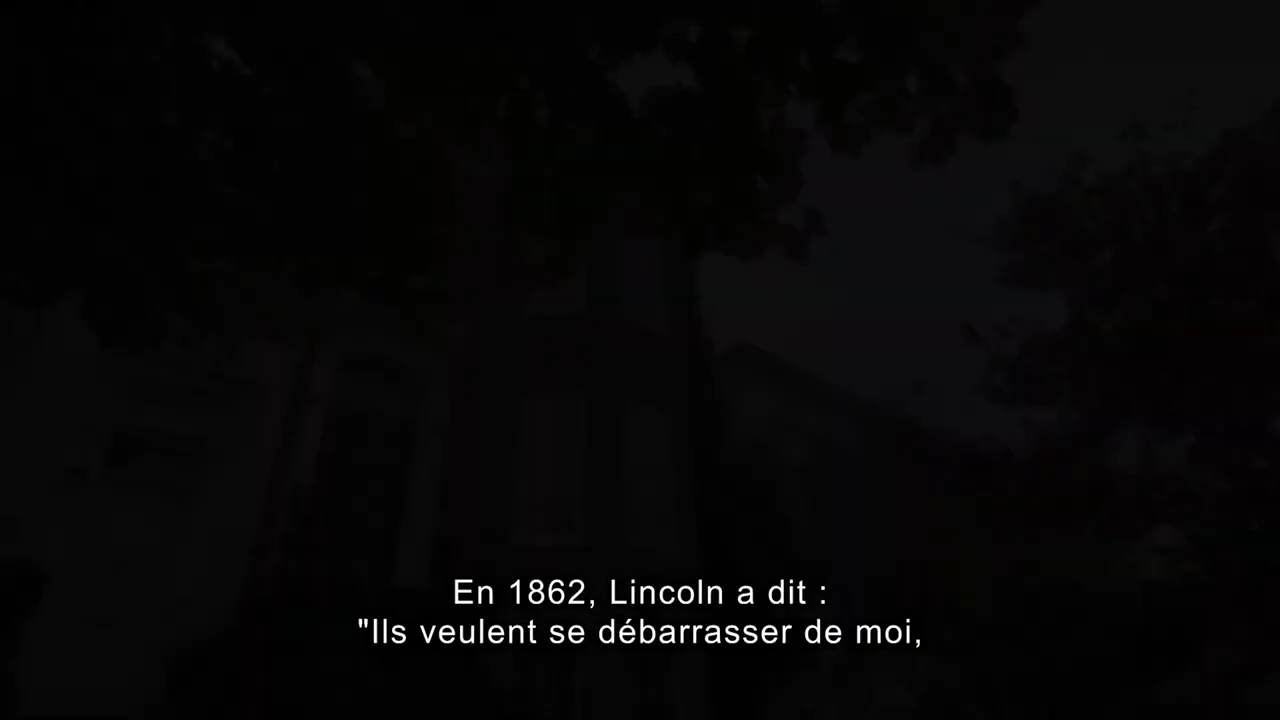 En 1862, Lincoln a dit :
"Ils veulent se débarrasser de moi,